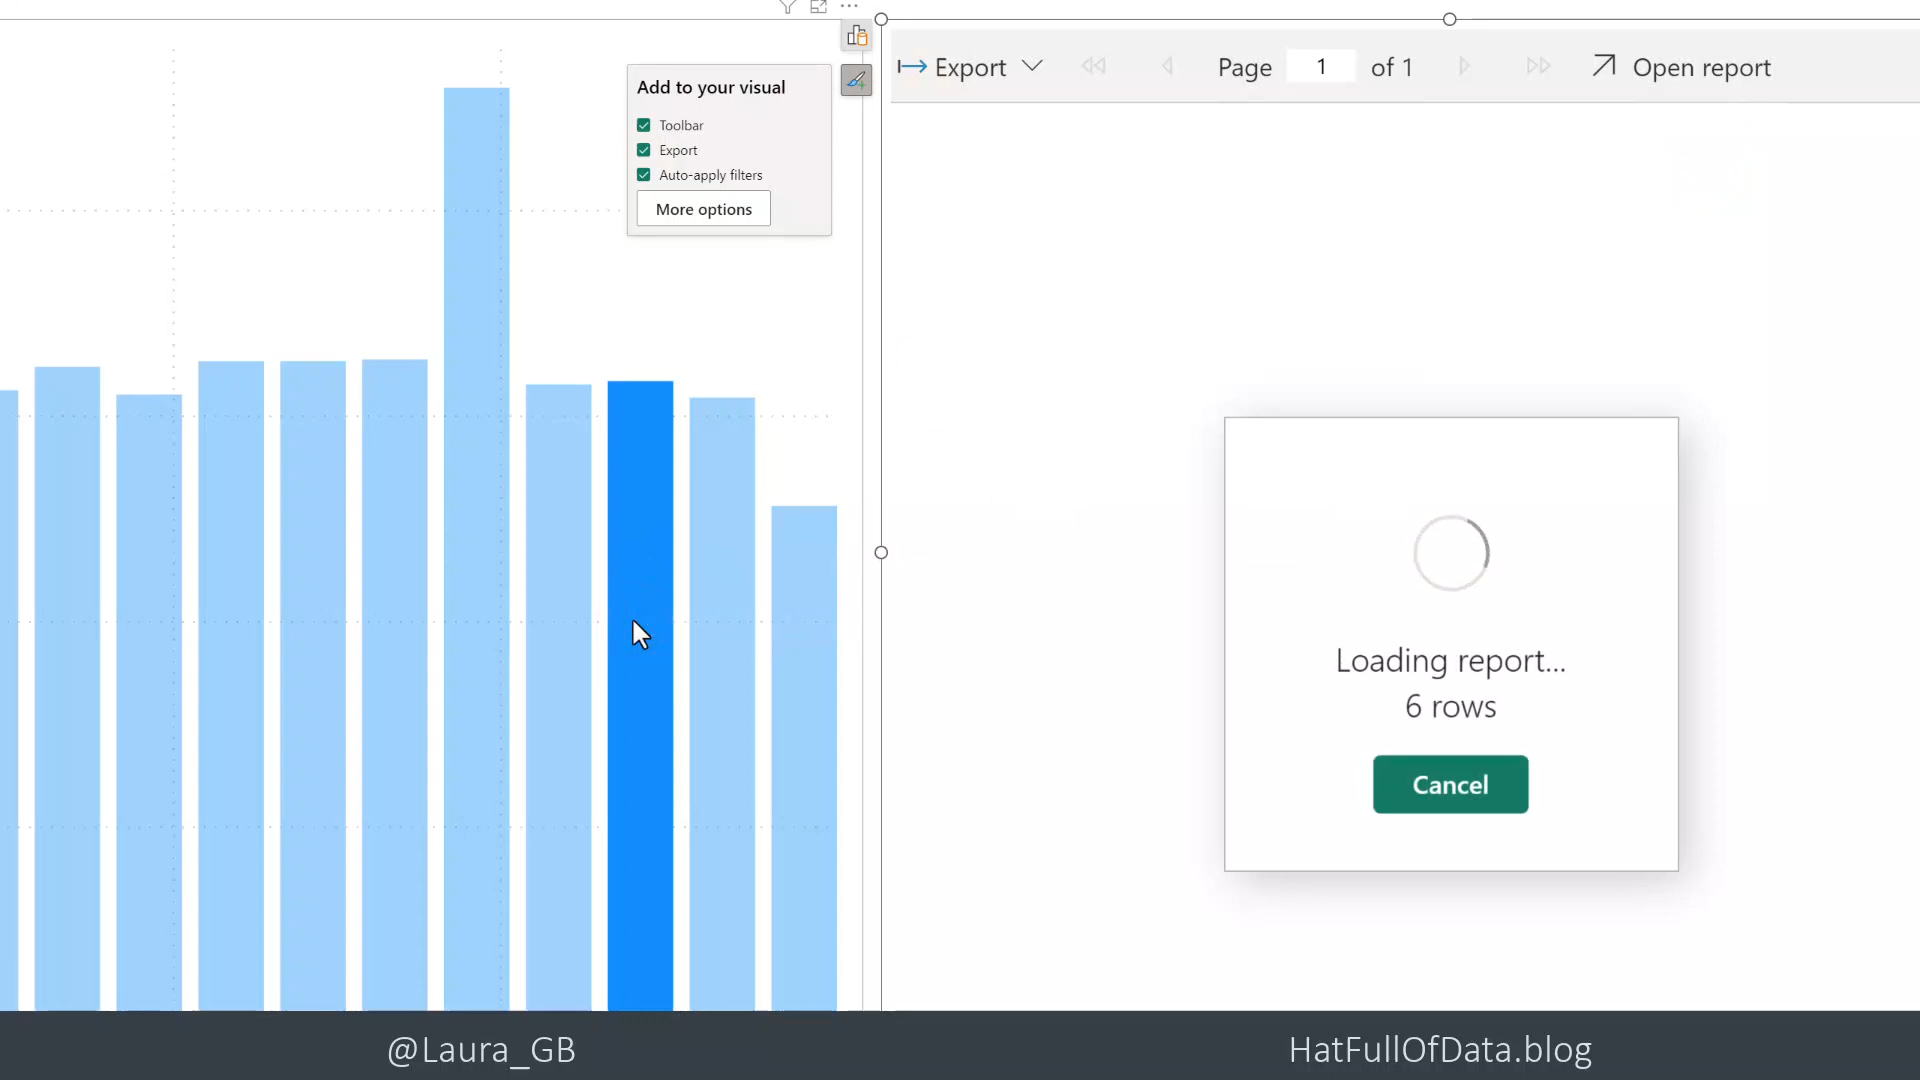 Add to your visual
Toolbar
Export
Auto-apply filters
More options
Export
Page 1 of 1
Open report
Loading report...
6 rows
Cancel
@Laura_GB
HatFullOfData.blog